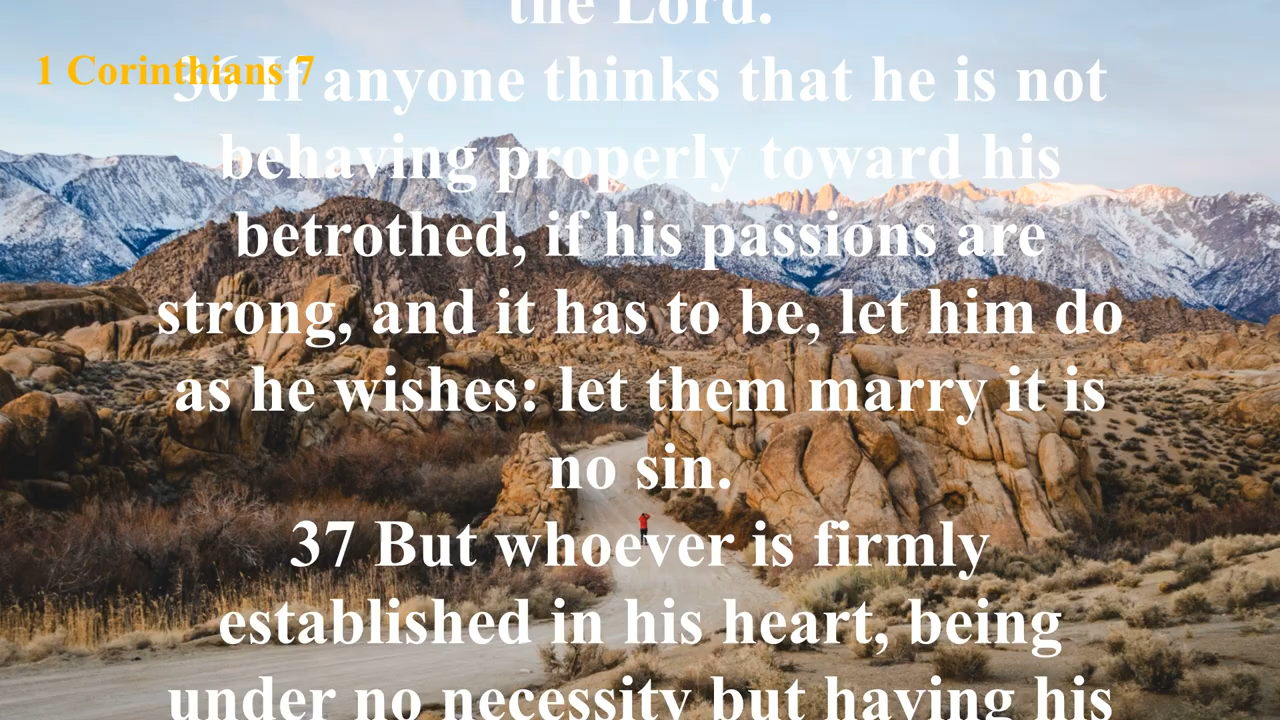 the Lord.
1 Corinthians 7
36 If anyone thinks that he is not
behaving properly toward his
betrothed, if his passions are
strong, and it has to be, let him do
as he wishes: let them marry it is
no sin.
37 But whoever is firmly
established in his heart, being
under no necessity but having his